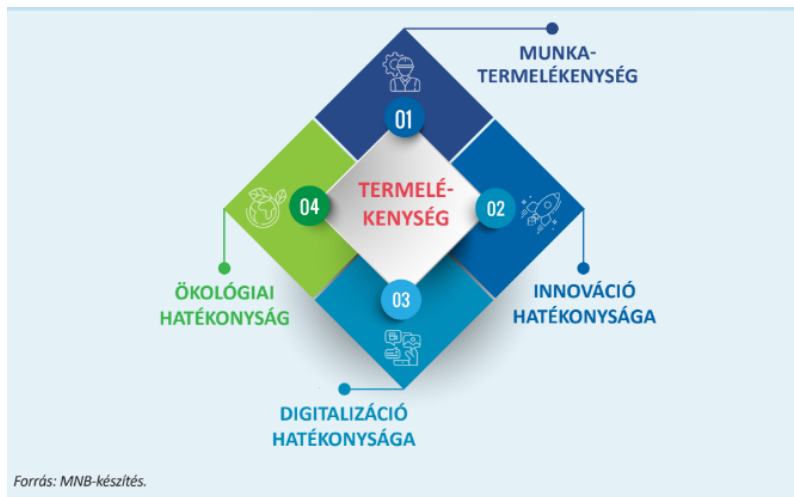 MUNKA-
TERMELÉKENYSÉG
01
TERMELÉ-
KENYSÉG
04
02
03
ÖKOLÓGIAI
HATÉKONYSÁG
INNOVÁCIÓ
HATÉKONYSÁGA
DIGITALIZÁCIÓ
HATÉKONYSÁGA
Forrás: MNB-készítés.